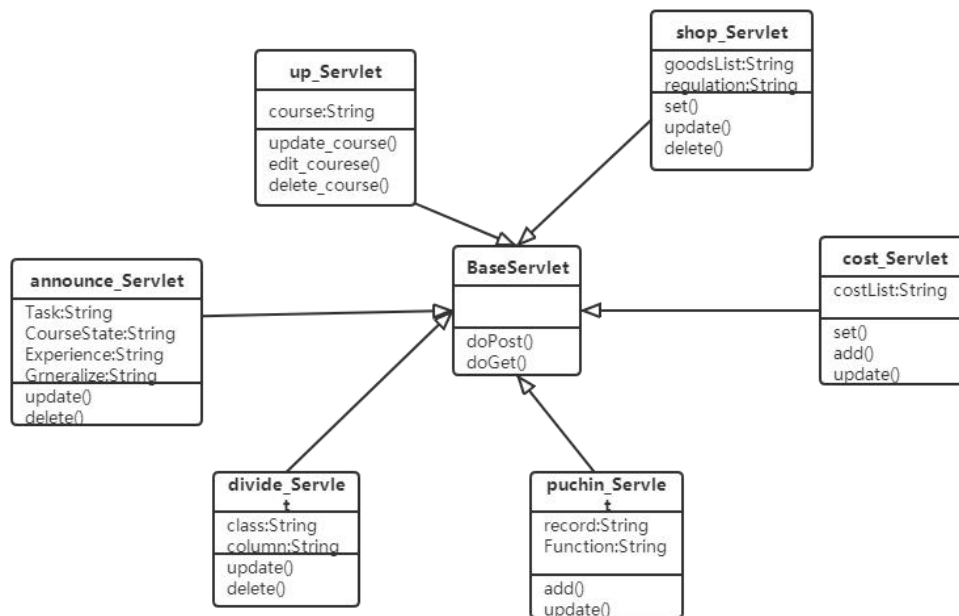 shop_Servlet
goodsList:String
regulation:String
set()
update()
delete()
up_Servlet
course:String
update_course()
edit_courese()
delete_course()
BaseServlet
doPost()
doGet()
cost_Servlet
costList:String
set()
add()
update()
announce_Servlet
Task:String
CourseState:String
Experience:String
Grneralize:String
update()
delete()
divide_Servle
t
class:String
column:String
update()
delete()
puchin_Servle
t
record:String
Function:String
add()
update()